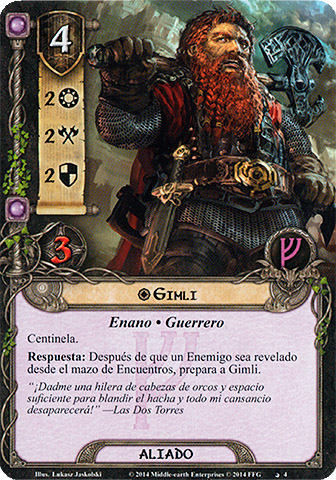 4
2
2
2
3
Gimli
Enano • Guerrero
Centinela.
Respuesta: Después de que un Enemigo sea revelado
desde el mazo de Encuentros, prepara a Gimli.
"¡Dadme una hilera de cabezas de orcos y espacio
suficiente para blandir el hacha y todo mi cansancio
desaparecerá!" —Las Dos Torres
ALIADO
Illus. Lukasz Jaskolski
© 2014 Middle-earth Enterprises © 2014 FFG
4